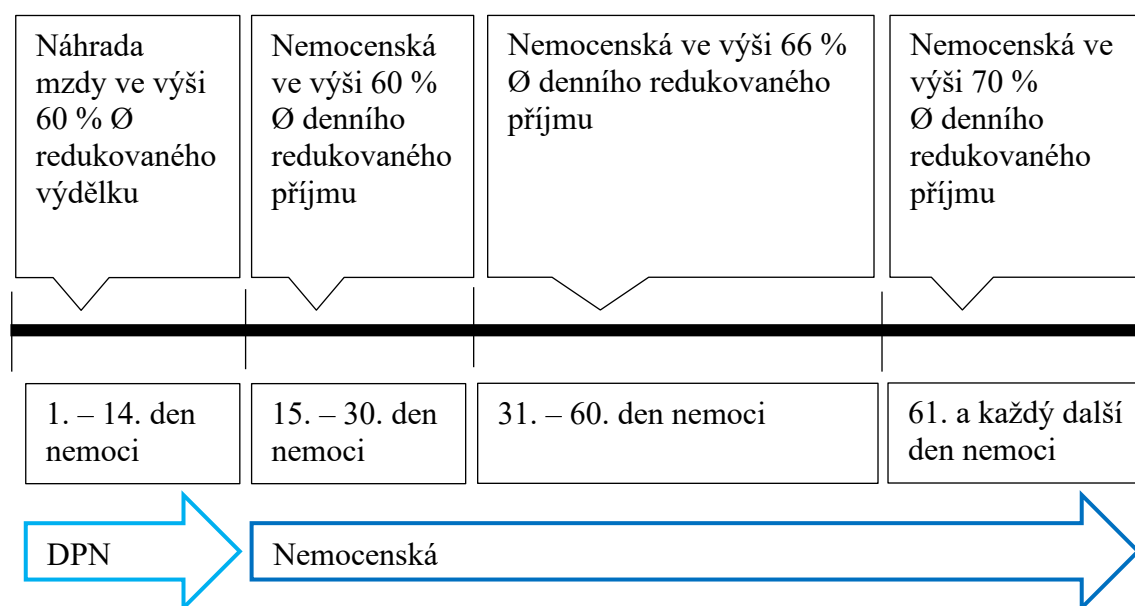 Náhrada
mzdy ve výši
60 % Ø
redukovaného
výdělku
Nemocenská
ve výši 60 %
Ø denního
redukovaného
příjmu
Nemocenská ve výši 66 %
Ø denního redukovaného
příjmu
Nemocenská ve
výši 70 %
Ø denního
redukovaného
příjmu
1. – 14. den
nemoci
15. – 30. den
nemoci
31. – 60. den nemoci
61. a každý další
den nemoci
DPN
Nemocenská